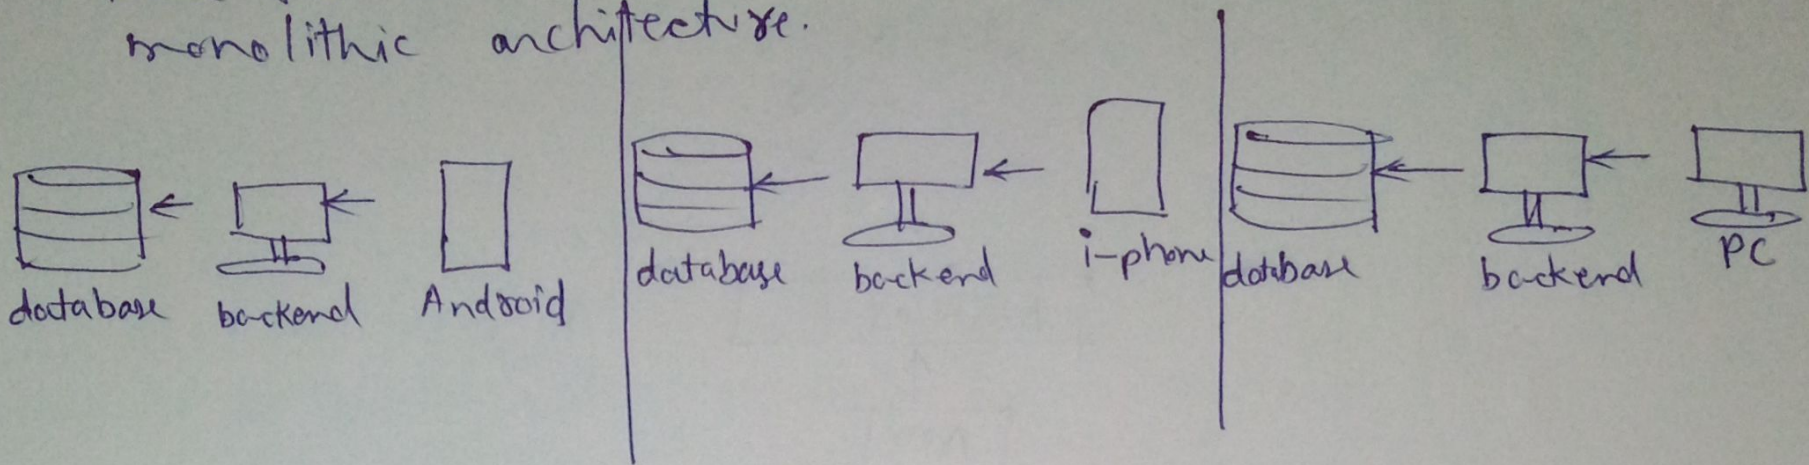 monolithic architecture.
database backend Android
database backend i-phone
database backend PC